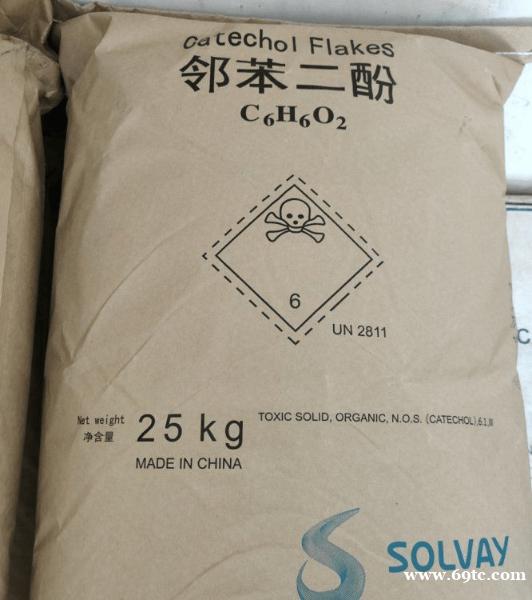 Catechol Flakes
邻苯二酚
C₆H₆O₂
6
UN 2811
Net weight
净含量
25 kg
TOXIC SOLID, ORGANIC, N.O.S. (CATECHOL),6.1,III
MADE IN CHINA
SOLVAY
www.69tc.com
C